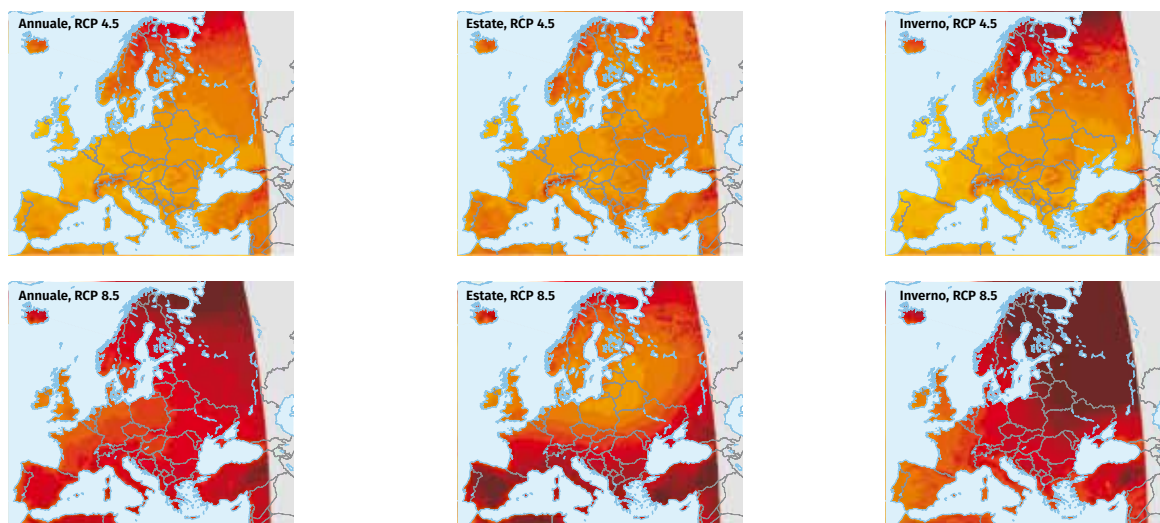 Annuale, RCP 4.5
Estate, RCP 4.5
Inverno, RCP 4.5
Annuale, RCP 8.5
Estate, RCP 8.5
Inverno, RCP 8.5